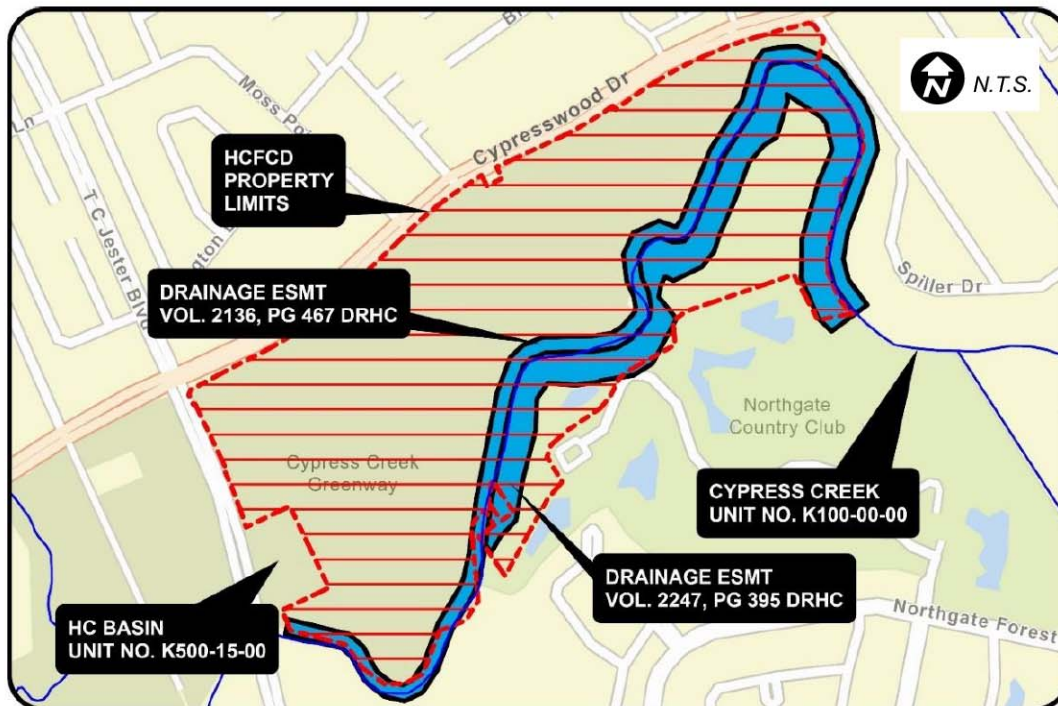 N.T.S.
N
Cypresswood Dr
HCFCD
PROPERTY
LIMITS
Ln
T C Jester Blvd
DRAINAGE ESMT
VOL. 2136, PG 467 DRHC
Spiller Dr
Northgate
Country Club
Cypress Creek
Greenway
CYPRESS CREEK
UNIT NO. K100-00-00
DRAINAGE ESMT
VOL. 2247, PG 395 DRHC
HC BASIN
UNIT NO. K500-15-00
Northgate Forest